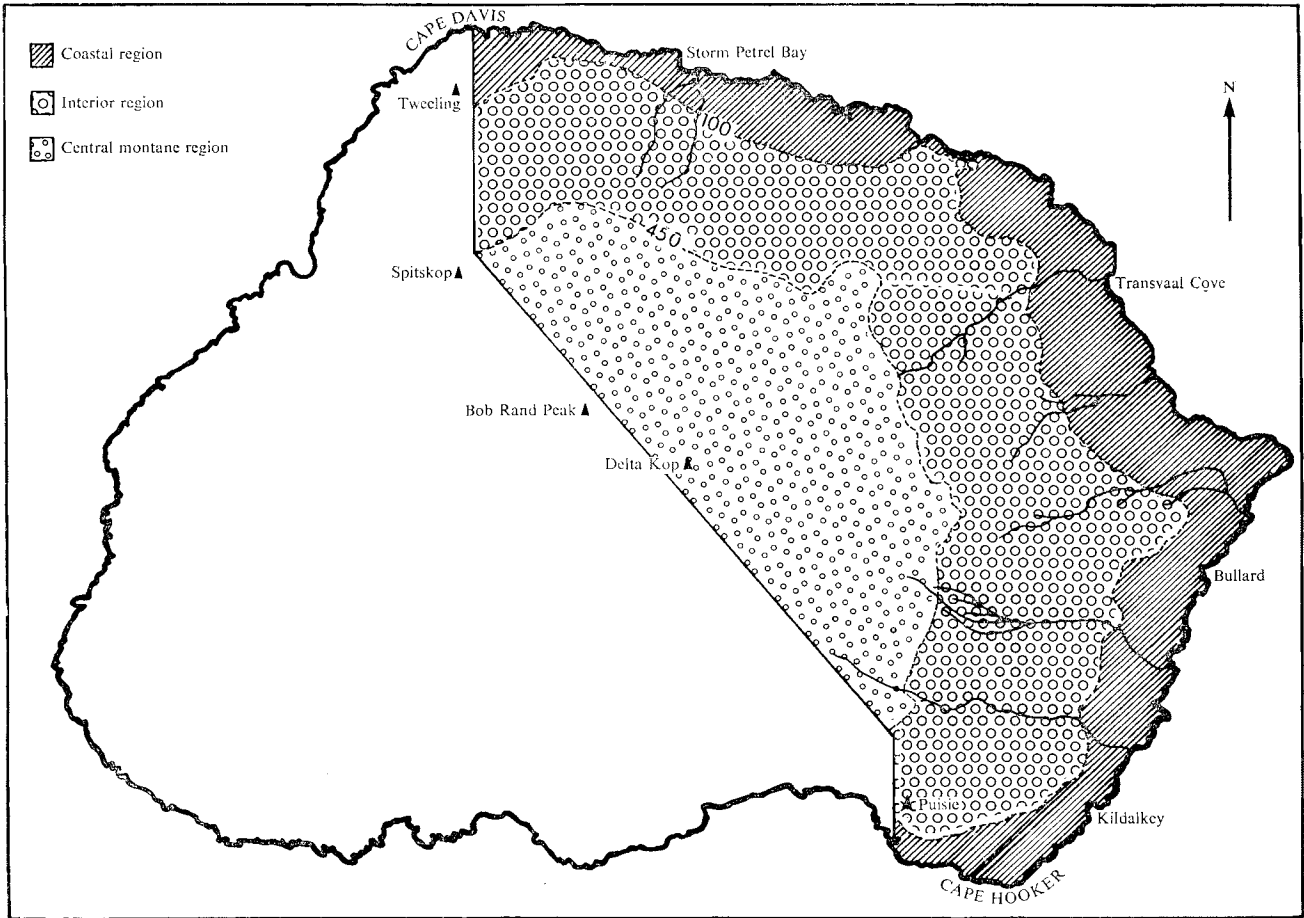 CAPE DAVIS
Coastal region
Interior region
Central montane region
Storm Petrel Bay
N
Tweeling
100
450
Spitskop
Transvaal Cove
Bob Rand Peak
Delta Kop
Bullard
Puisie
Kildalkey
CAPE HOOKER